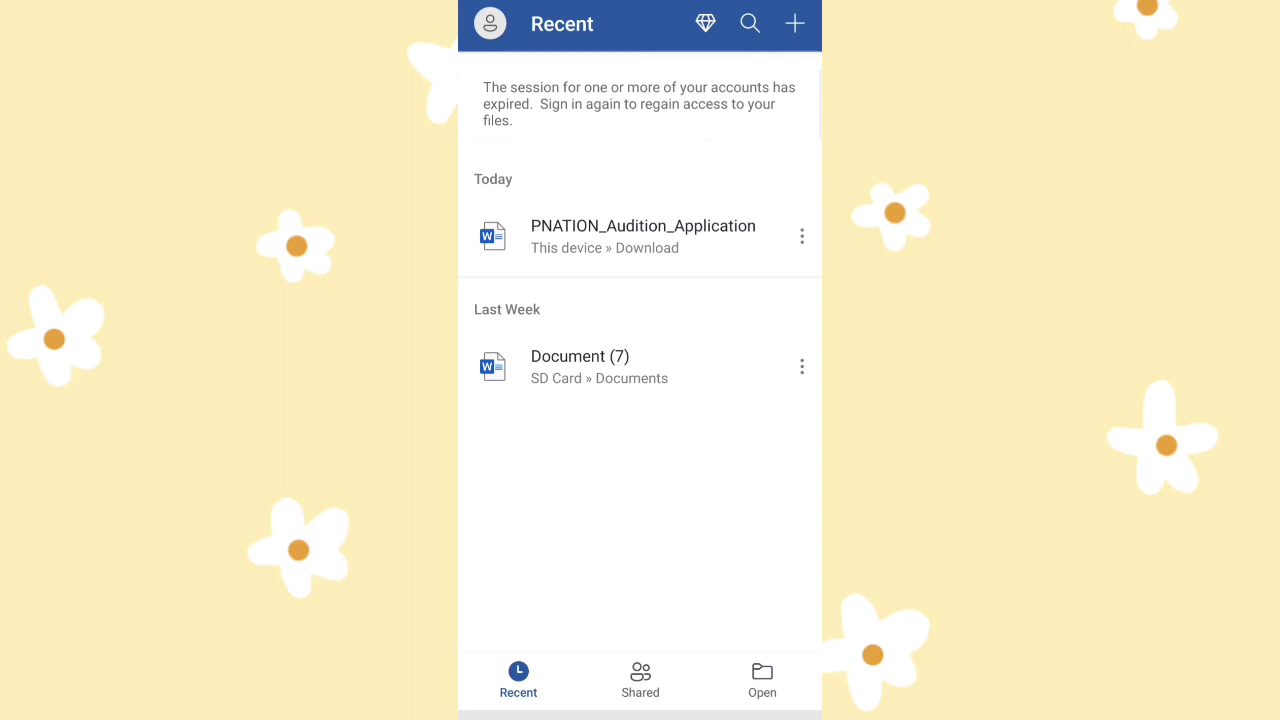 Recent
The session for one or more of your accounts has
expired.  Sign in again to regain access to your
files.
Today
PNATION_Audition_Application
This device » Download
Last Week
Document (7)
SD Card » Documents
Recent
Shared
Open